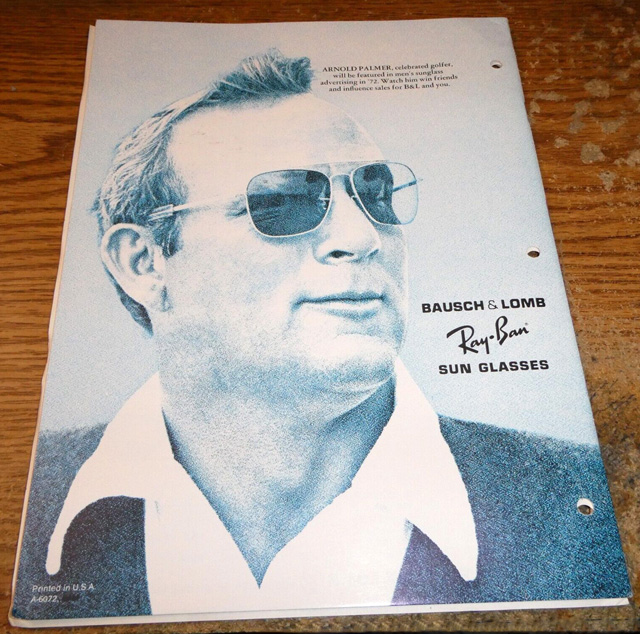 ARNOLD PALMER, celebrated golfer,
will be featured in men's sunglass
advertising in '72. Watch him win friends
and influence sales for B&L and you.
BAUSCH & LOMB
Ray-Ban
SUN GLASSES
Printed in U.S.A.
A-6072.